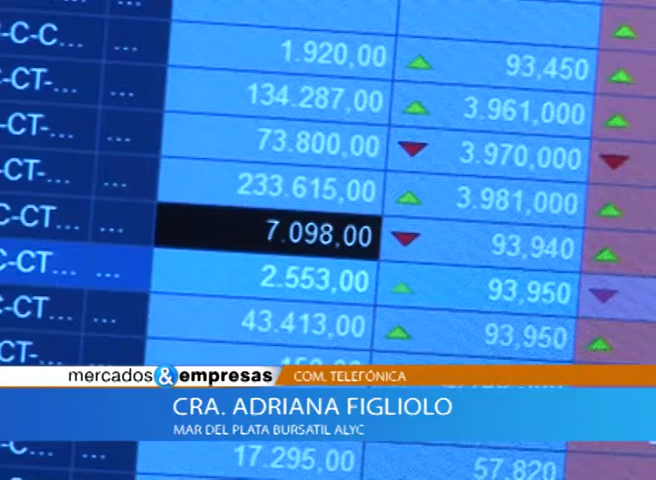 -C-C... ...
1.920,00 93,450
-CT-... ...
134.287,00 3.961,000
-CT-... ...
73.800,00 3.970,000
-CT-... ...
233.615,00 3.981,000
C-CT... ...
7.098,00 93,940
C-CT... ...
2.553,00 93,950
C-CT... ...
43.413,00 93,950
CT-...
mercados&empresas COM. TELEFÓNICA
CRA. ADRIANA FIGLIOLO
MAR DEL PLATA BURSATIL ALYC
17.295,00 57,820